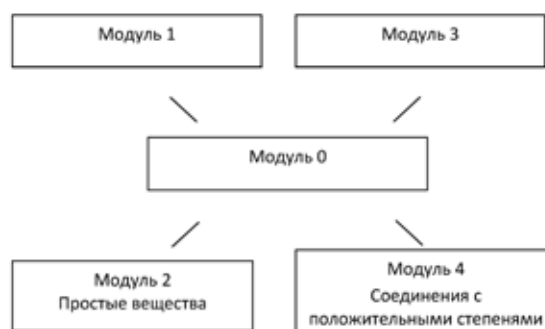 Модуль 1
Модуль 3
Модуль 0
Модуль 2
Простые вещества
Модуль 4
Соединения с
положительными степенями